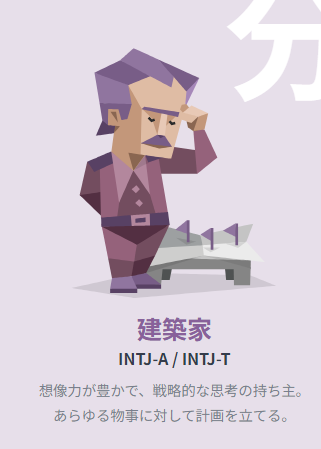 分
建築家
INTJ-A / INTJ-T
想像力が豊かで、戦略的な思考の持ち主。
あらゆる物事に対して計画を立てる。